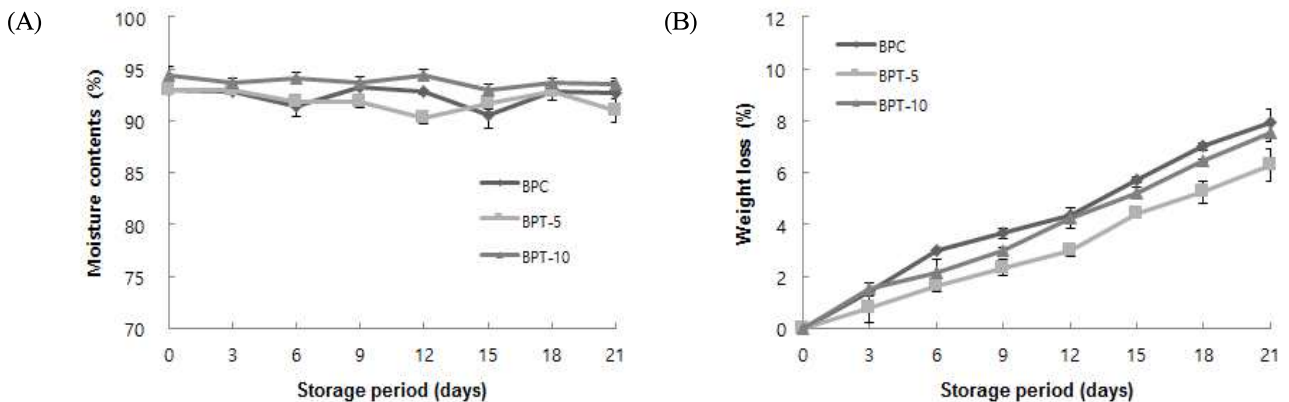 (A)
100
95
90
85
80
75
70
Moisture contents (%)
BPC
BPT-5
BPT-10
0 3 6 9 12 15 18 21
Storage period (days)
(B)
12
10
8
6
4
2
0
Weight loss (%)
BPC
BPT-5
BPT-10
0 3 6 9 12 15 18 21
Storage period (days)